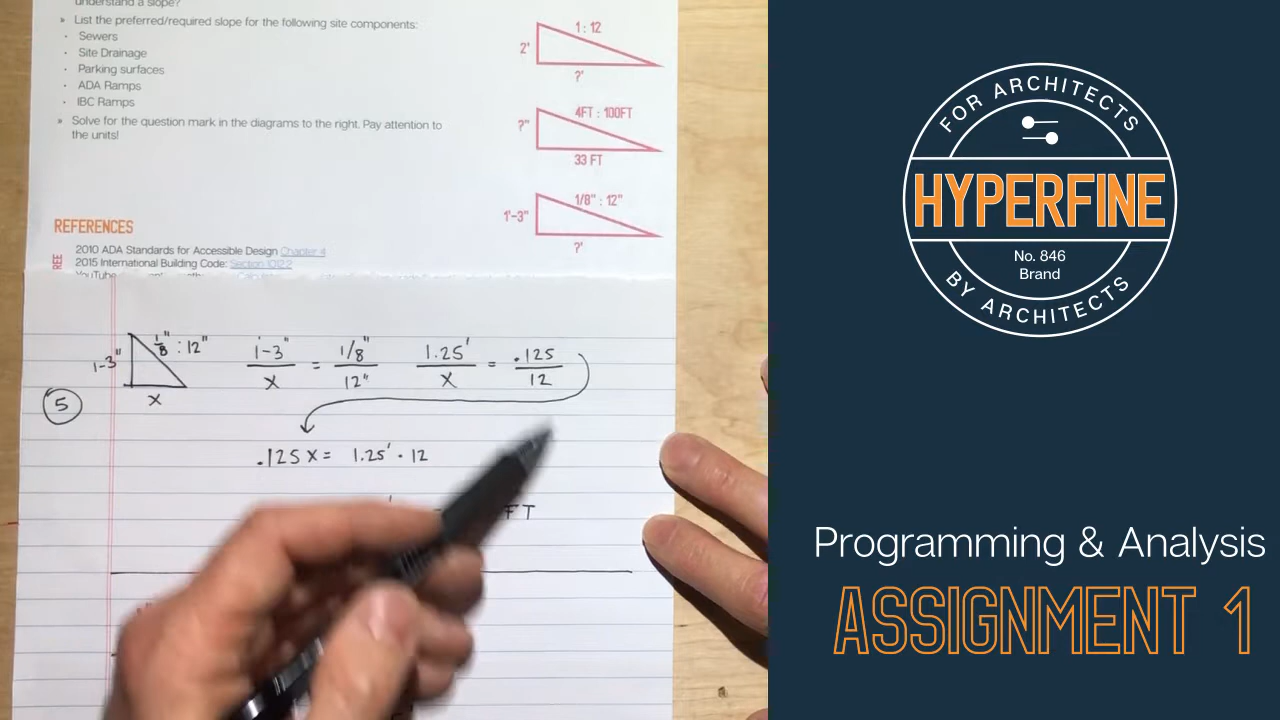 understand a slope?
» List the preferred/required slope for the following site components:
· Sewers
· Site Drainage
· Parking surfaces
· ADA Ramps
· IBC Ramps
» Solve for the question mark in the diagrams to the right. Pay attention to
the units!
1 : 12
2'
?'
4FT : 100FT
?"
33 FT
1/8" : 12"
1'-3"
?'
REFERENCES
2010 ADA Standards for Accessible Design Chapter 4
2015 International Building Code: Section 1012.2
YouTube
REE
5
1-3"
1/8" : 12"
x
1'-3" / x = 1/8" / 12"
1.25' / x = .125 / 12
.125 x = 1.25' · 12
FT
FOR ARCHITECTS
HYPERFINE
No. 846
Brand
BY ARCHITECTS
Programming & Analysis
ASSIGNMENT 1